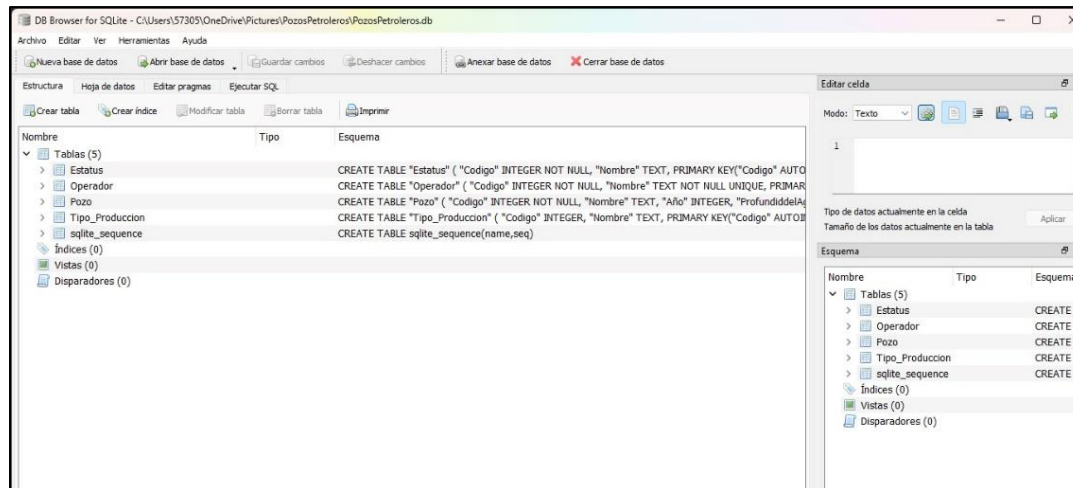 DB Browser for SQLite - C:\Users\57305\OneDrive\Pictures\PozosPetroleros\PozosPetroleros.db
Archivo Editar Ver Herramientas Ayuda
Nueva base de datos Abrir base de datos Guardar cambios Deshacer cambios Anexar base de datos Cerrar base de datos
Estructura Hoja de datos Editar pragmas Ejecutar SQL
Crear tabla Crear índice Modificar tabla Borrar tabla Imprimir
Nombre Tipo Esquema
Tablas (5)
Estatus CREATE TABLE "Estatus" ( "Codigo" INTEGER NOT NULL, "Nombre" TEXT, PRIMARY KEY("Codigo" AUTO
Operador CREATE TABLE "Operador" ( "Codigo" INTEGER NOT NULL, "Nombre" TEXT NOT NULL UNIQUE, PRIMAR
Pozo CREATE TABLE "Pozo" ( "Codigo" INTEGER NOT NULL, "Nombre" TEXT, "Año" INTEGER, "ProfundiddelAg
Tipo_Produccion CREATE TABLE "Tipo_Produccion" ( "Codigo" INTEGER, "Nombre" TEXT, PRIMARY KEY("Codigo" AUTOI
sqlite_sequence CREATE TABLE sqlite_sequence(name,seq)
Índices (0)
Vistas (0)
Disparadores (0)
Editar celda
Modo: Texto
1
Tipo de datos actualmente en la celda
Tamaño de los datos actualmente en la tabla
Aplicar
Esquema
Nombre Tipo Esquema
Tablas (5)
Estatus CREATE
Operador CREATE
Pozo CREATE
Tipo_Produccion CREATE
sqlite_sequence CREATE
Índices (0)
Vistas (0)
Disparadores (0)